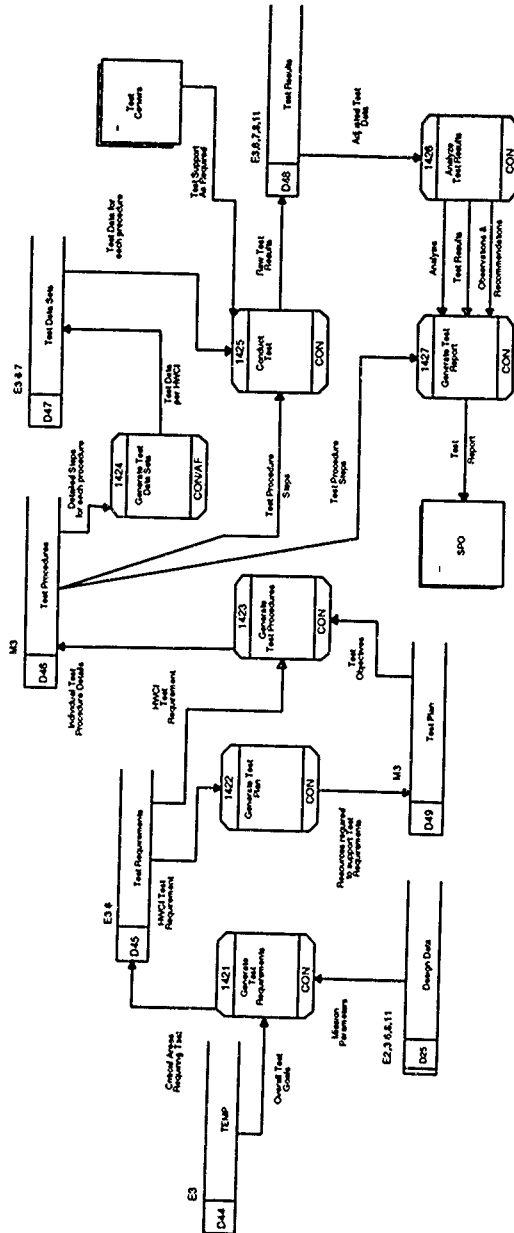 E3
D44
TEMP
Overall Test
Goals
E2,3 6,8,11
D25
Design Data
Mission
Parameters
1421
Generate
Test
Requirements
CON
Critical Areas
Requiring Test
E3 6
D45
Test Requirements
HWCI Test
Requirement
HWCI
Test
Requirement
1422
Generate Test
Plan
CON
Resources required
to support Test
Requirements
M3
D49
Test Plan
Test
Objectives
1423
Generate
Test Procedures
CON
Individual Test
Procedure Details
M3
D46
Test Procedures
Detailed Steps
for each procedure
1424
Generate Test
Data Sets
CON/AF
Test Data
per HWCI
E3 6 7
D47
Test Data Sets
Test Data for
each procedure
Test Procedure
Steps
Test Procedure
Steps
1425
Conduct
Test
CON
Test Support
As Required
Test
Centers
Raw Test
Results
E3,6,7,8,11
D48
Test Results
Adjusted Test
Data
1426
Analyze
Test Results
CON
Analysis
Test Results
Observations &
Recommendations
1427
Generate Test
Report
CON
Test
Report
SPO